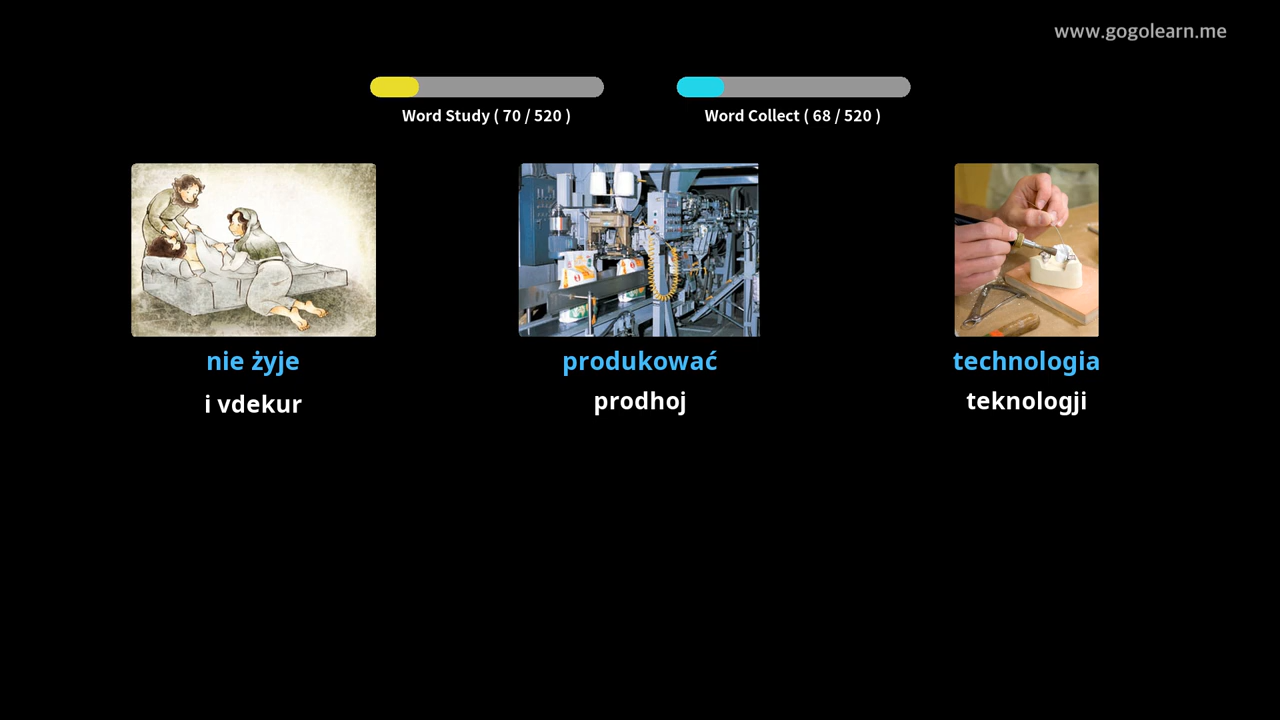 www.gogolearn.me
Word Study ( 70 / 520 )
Word Collect ( 68 / 520 )
nie żyje
i vdekur
produkować
prodhoj
technologia
teknologji